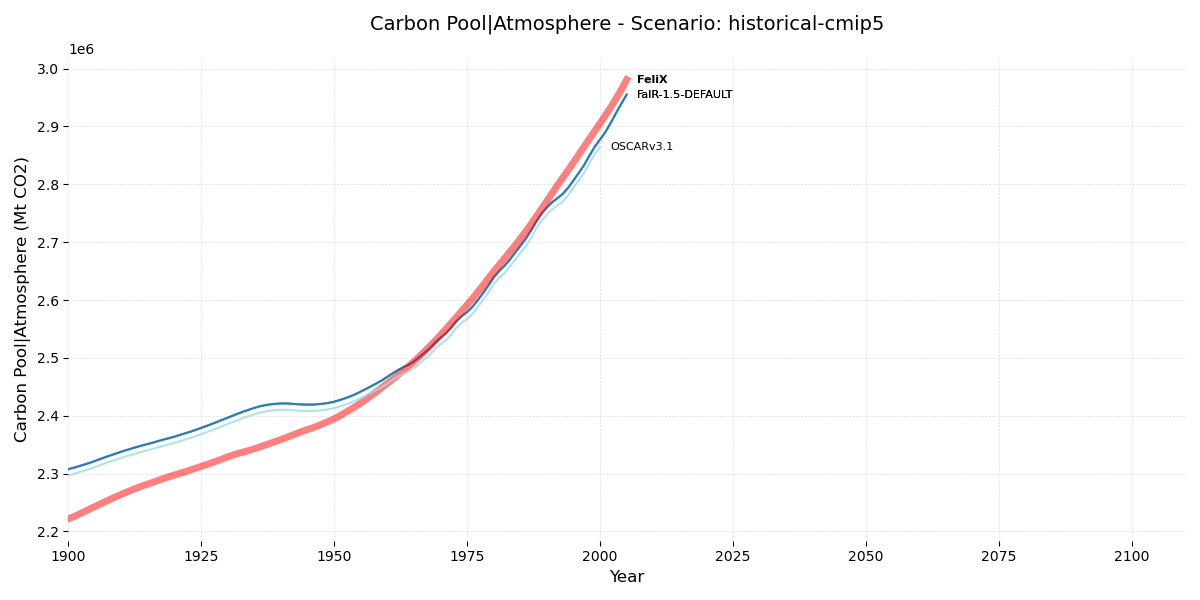 Carbon Pool|Atmosphere - Scenario: historical-cmip5
1e6
3.0
2.9
2.8
2.7
2.6
2.5
2.4
2.3
2.2
Carbon Pool|Atmosphere (Mt CO2)
FeliX
FaIR-1.5-DEFAULT
OSCARv3.1
1900 1925 1950 1975 2000 2025 2050 2075 2100
Year